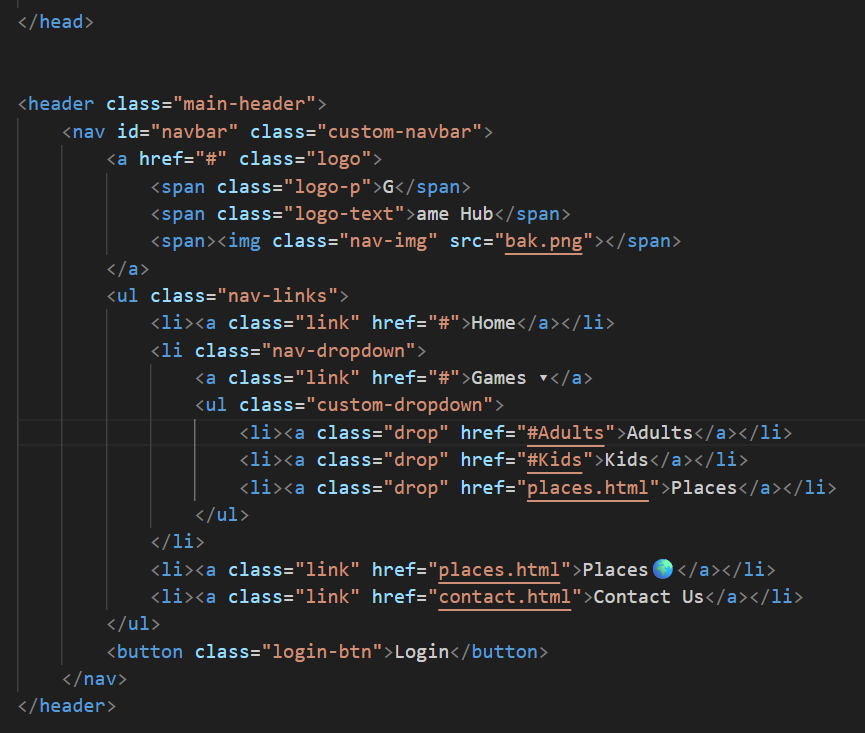 </head>
<header class="main-header">
<nav id="navbar" class="custom-navbar">
<a href="#" class="logo">
<span class="logo-p">G</span>
<span class="logo-text">ame Hub</span>
<span><img class="nav-img" src="bak.png"></span>
</a>
<ul class="nav-links">
<li><a class="link" href="#">Home</a></li>
<li class="nav-dropdown">
<a class="link" href="#">Games ▾</a>
<ul class="custom-dropdown">
<li><a class="drop" href="#Adults">Adults</a></li>
<li><a class="drop" href="#Kids">Kids</a></li>
<li><a class="drop" href="places.html">Places</a></li>
</ul>
</li>
<li><a class="link" href="places.html">Places🌍</a></li>
<li><a class="link" href="contact.html">Contact Us</a></li>
</ul>
<button class="login-btn">Login</button>
</nav>
</header>